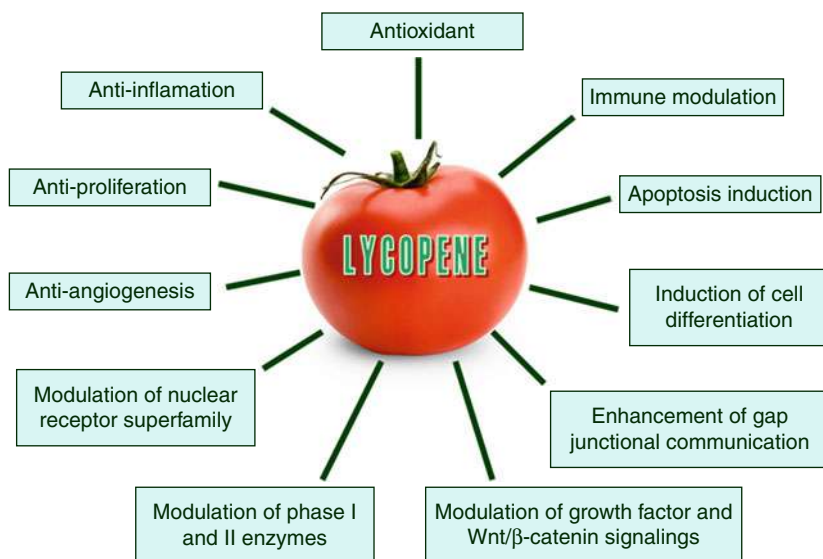 Antioxidant
Anti-inflamation
Immune modulation
Anti-proliferation
Apoptosis induction
LYCOPENE
Anti-angiogenesis
Induction of cell
differentiation
Modulation of nuclear
receptor superfamily
Enhancement of gap
junctional communication
Modulation of phase I
and II enzymes
Modulation of growth factor and
Wnt/β-catenin signalings